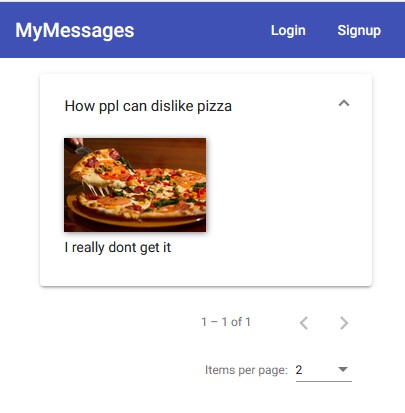 MyMessages Login Signup
How ppl can dislike pizza
I really dont get it
1 – 1 of 1
Items per page: 2